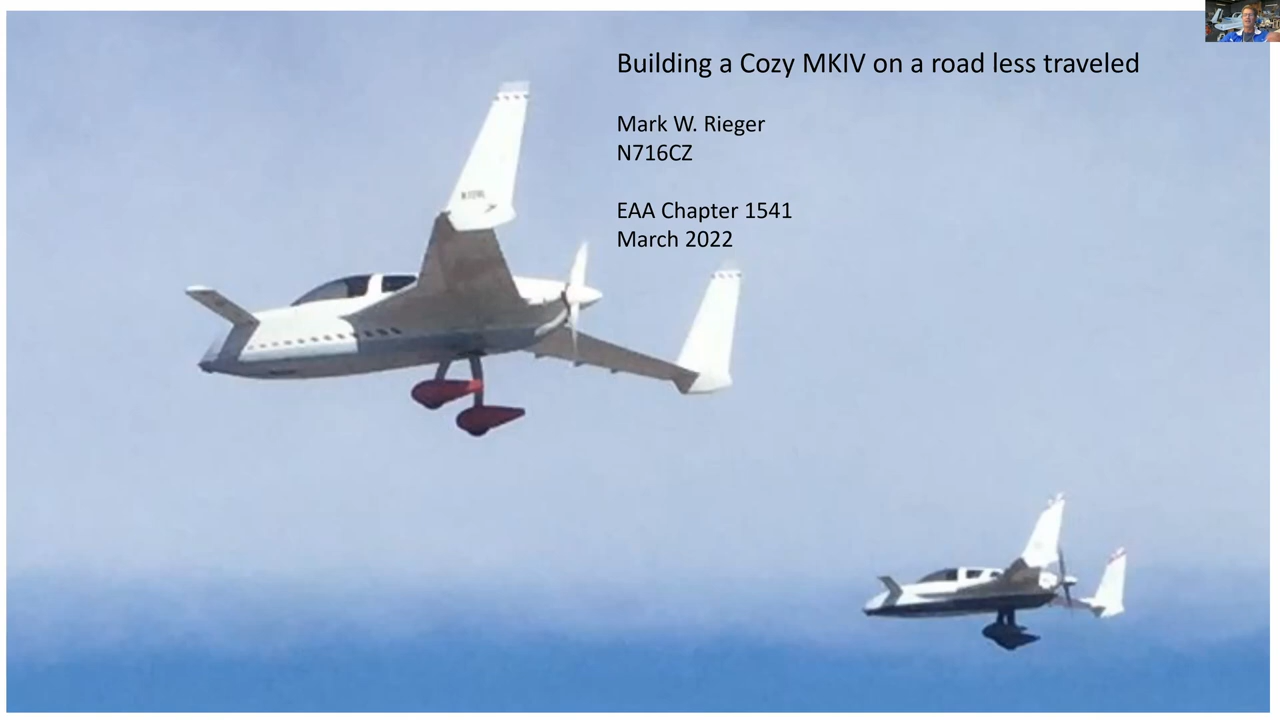 Building a Cozy MKIV on a road less traveled
Mark W. Rieger
N716CZ
EAA Chapter 1541
March 2022